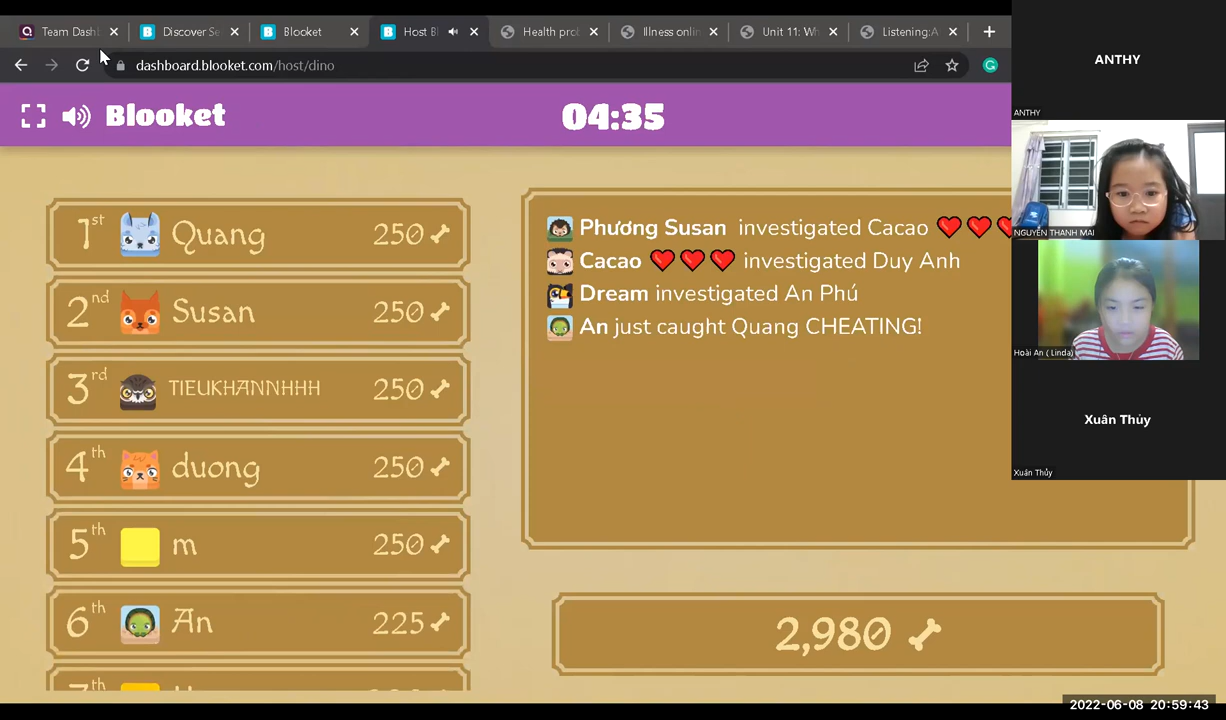 Team Dash
Discover Se
Blooket
Host B
Health pro
Illness onlin
Unit 11: Wh
Listening:A
dashboard.blooket.com/host/dino
Blooket
04:35
1st Quang 250
2nd Susan 250
3rd TIEUKHANNHHH 250
4th duong 250
5th m 250
6th An 225
Phương Susan investigated Cacao
Cacao ❤️❤️❤️ investigated Duy Anh
Dream investigated An Phú
An just caught Quang CHEATING!
2,980
ANTHY
ANTHY
NGUYEN THANH MAI
Hoài An ( Linda)
Xuân Thủy
Xuân Thủy
2022-06-08 20:59:43